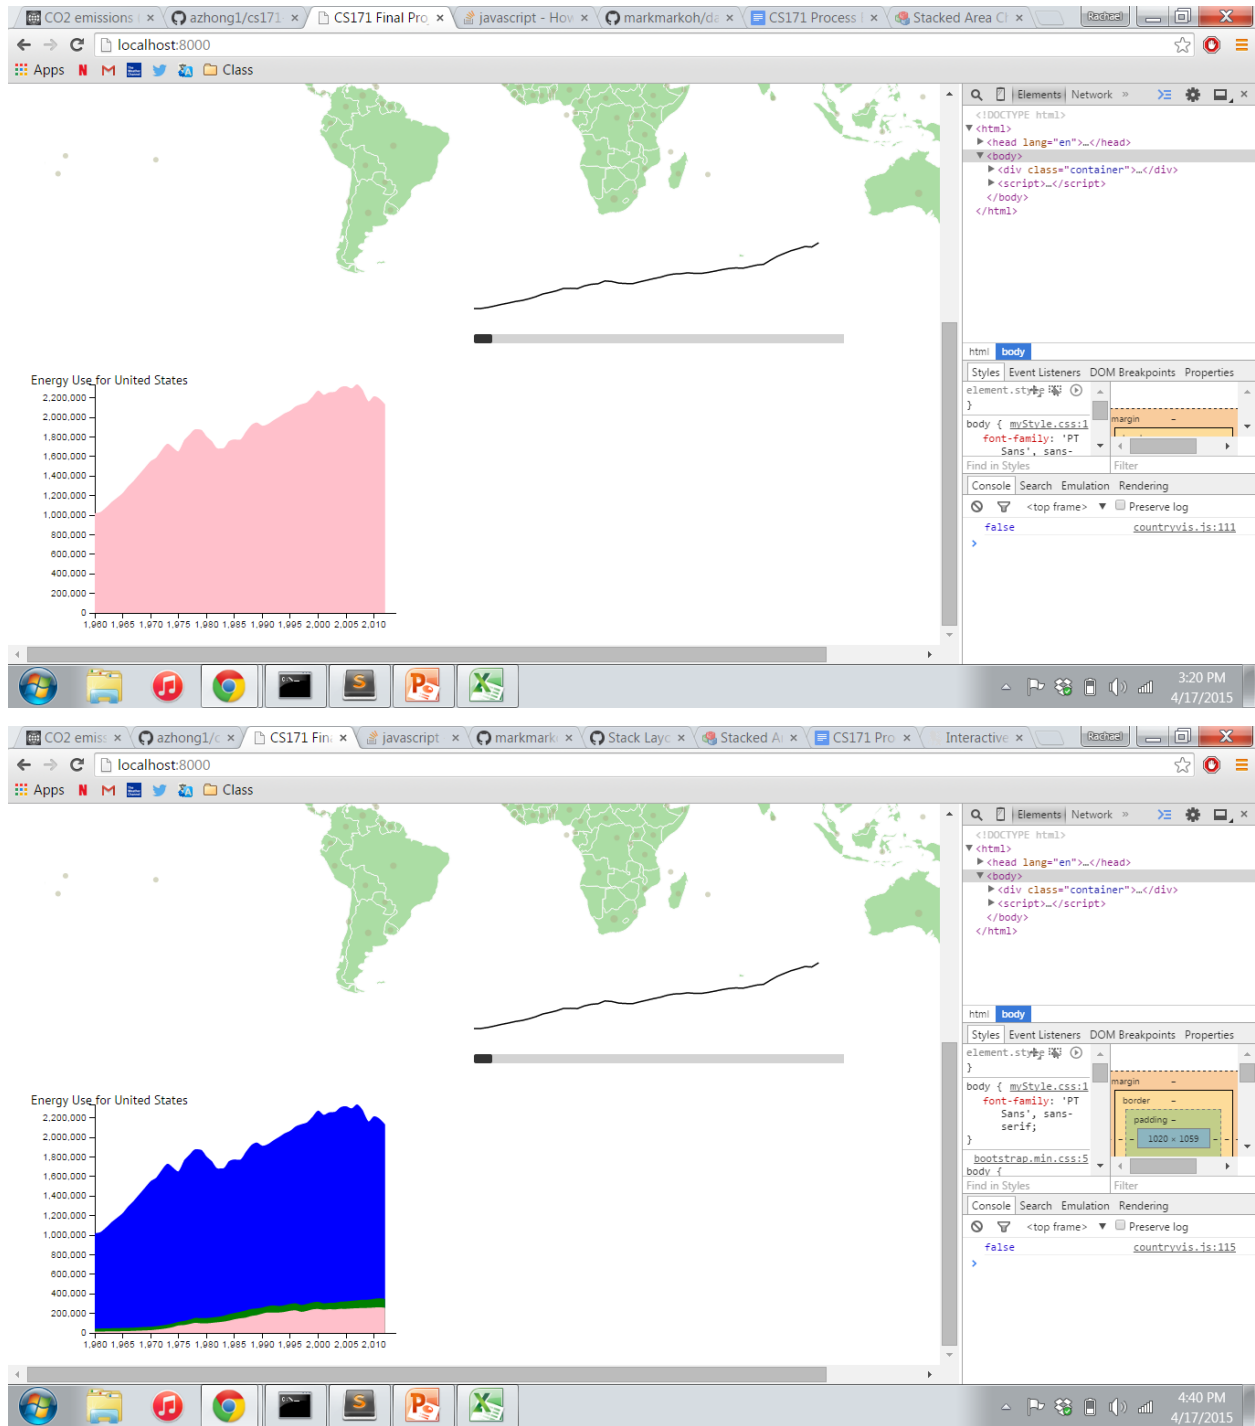 CO2 emissions
azhong1/cs171
CS171 Final Pro
javascript - How
markmarkoh/da
CS171 Process
Stacked Area Ch
Rachael
localhost:8000
Apps
Class
Elements Network »
<!DOCTYPE html>
▼<html>
▶<head lang="en">…</head>
▼<body>
▶<div class="container">…</div>
▶<script>…</script>
</body>
</html>
html body
Styles Event Listeners DOM Breakpoints Properties
element.style
}
margin –
body { myStyle.css:1
font-family: 'PT
Sans', sans-
Find in Styles
Filter
Console Search Emulation Rendering
<top frame> ▼ Preserve log
false countryvis.js:111
>
Energy Use for United States
2,200,000
2,000,000
1,800,000
1,600,000
1,400,000
1,200,000
1,000,000
800,000
600,000
400,000
200,000
0
1,960 1,965 1,970 1,975 1,980 1,985 1,990 1,995 2,000 2,005 2,010
3:20 PM
4/17/2015
CO2 emiss
azhong1/c
CS171 Fin
javascript
markmark
Stack Layo
Stacked A
CS171 Pro
Interactive
Rachael
localhost:8000
Apps
Class
Elements Network »
<!DOCTYPE html>
▼<html>
▶<head lang="en">…</head>
▼<body>
▶<div class="container">…</div>
▶<script>…</script>
</body>
</html>
html body
Styles Event Listeners DOM Breakpoints Properties
element.style
}
body { myStyle.css:1
font-family: 'PT
Sans', sans-
serif;
}
bootstrap.min.css:5
body {
margin –
border –
padding –
1020 × 1059
Find in Styles
Filter
Console Search Emulation Rendering
<top frame> ▼ Preserve log
false countryvis.js:115
>
Energy Use for United States
2,200,000
2,000,000
1,800,000
1,600,000
1,400,000
1,200,000
1,000,000
800,000
600,000
400,000
200,000
0
1,960 1,965 1,970 1,975 1,980 1,985 1,990 1,995 2,000 2,005 2,010
4:40 PM
4/17/2015